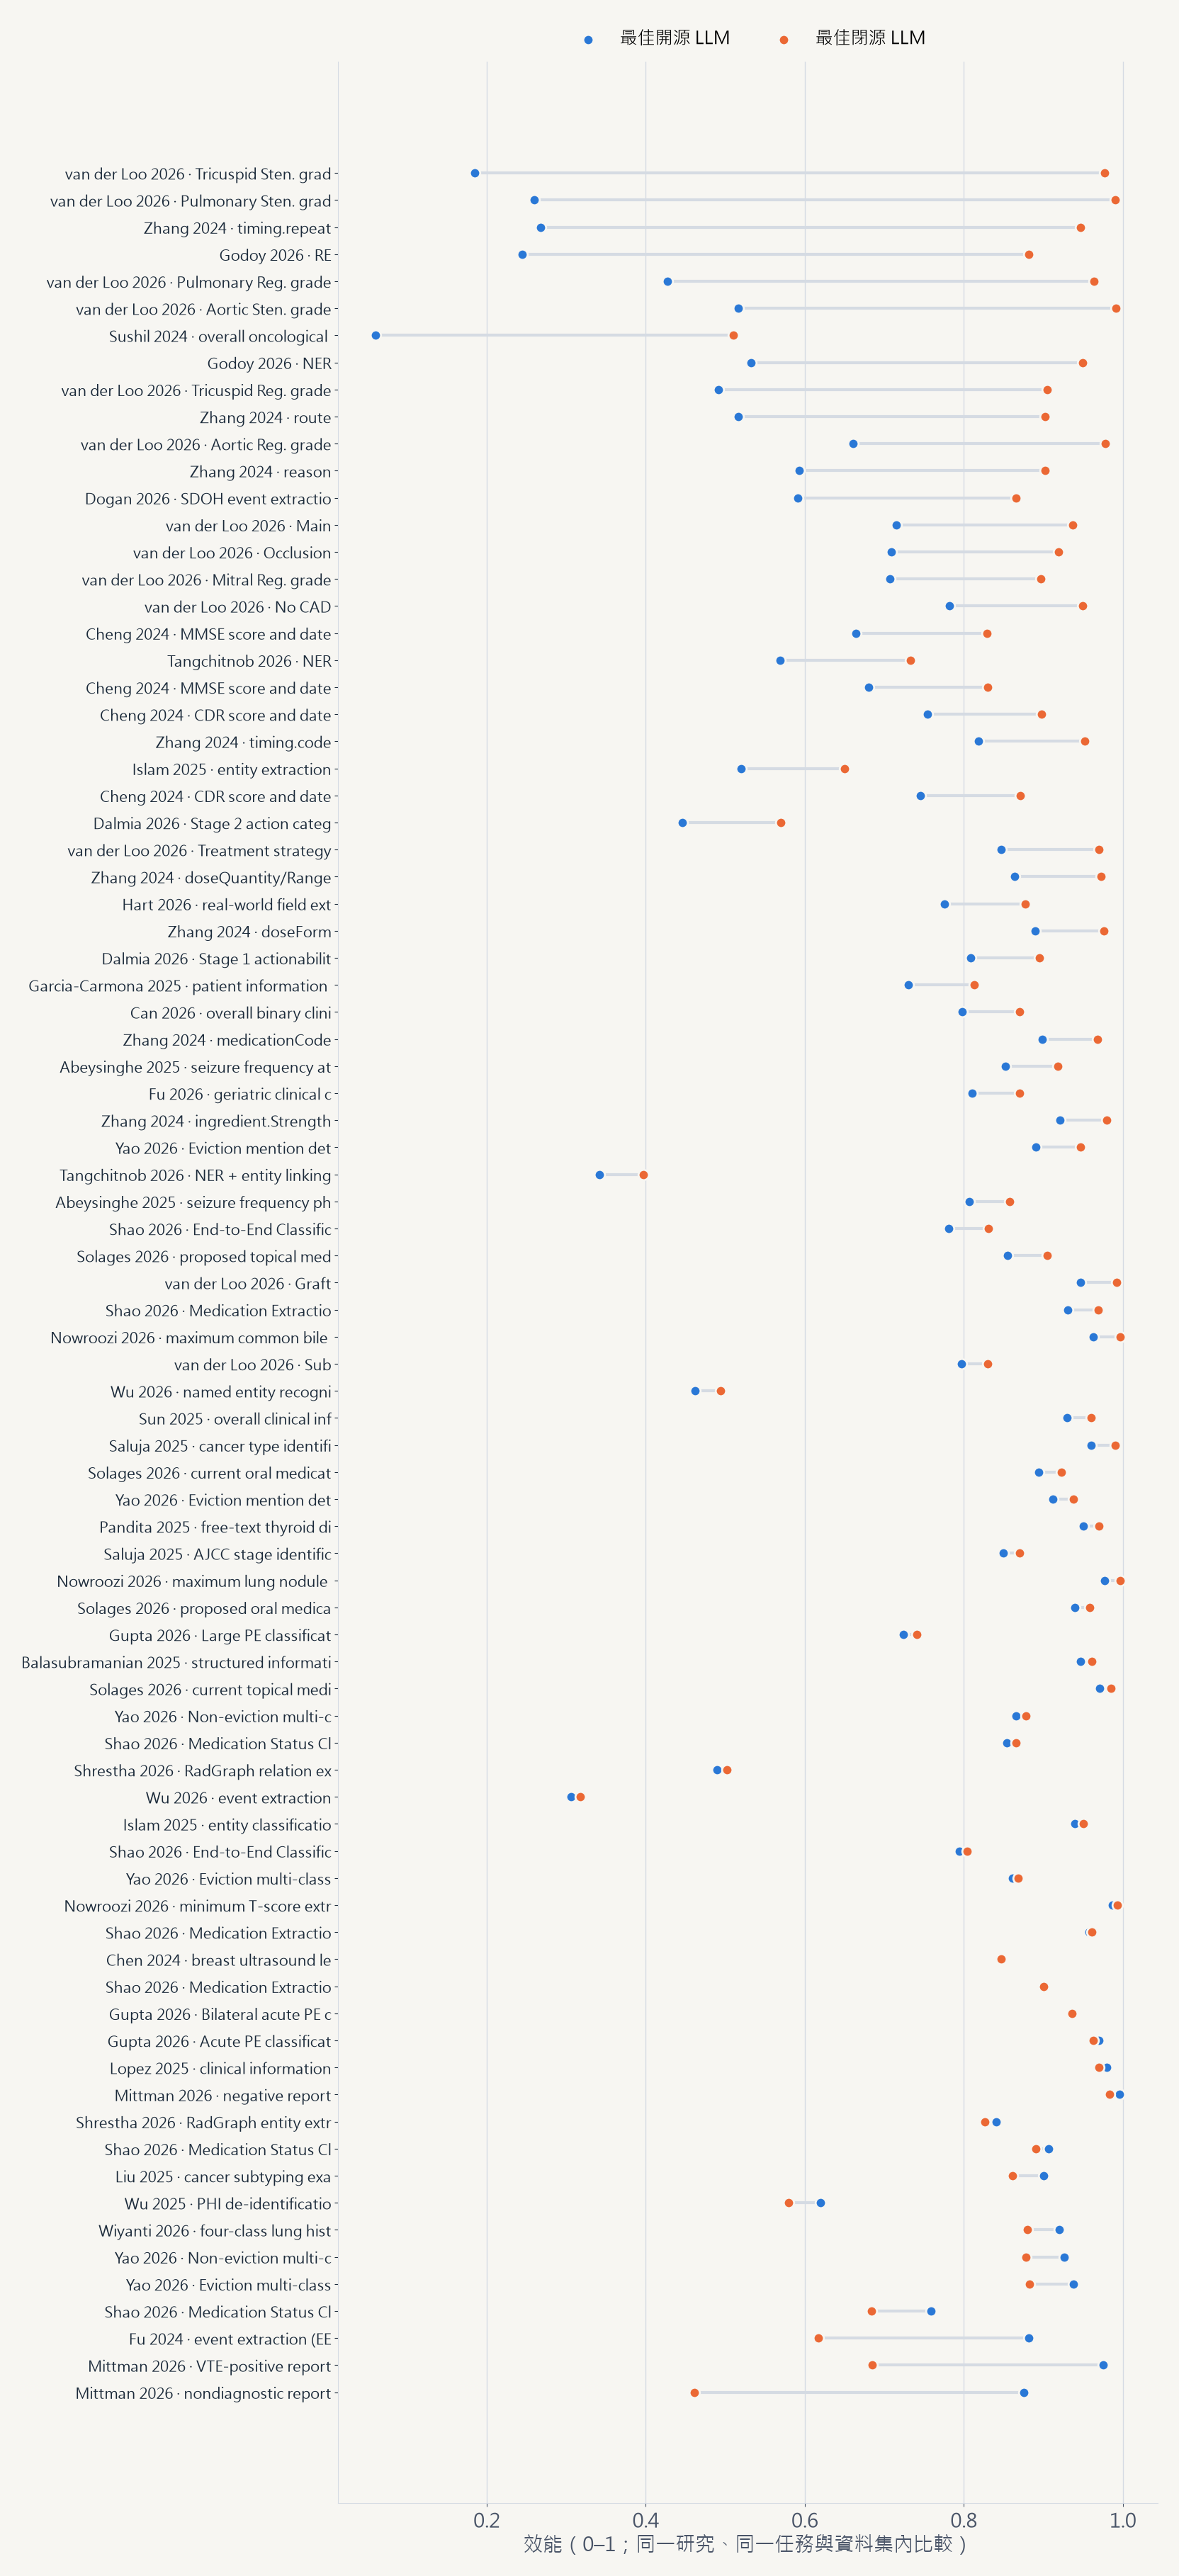 最佳開源 LLM
最佳閉源 LLM
van der Loo 2026 · Tricuspid Sten. grad
van der Loo 2026 · Pulmonary Sten. grad
Zhang 2024 · timing.repeat
Godoy 2026 · RE
van der Loo 2026 · Pulmonary Reg. grade
van der Loo 2026 · Aortic Sten. grade
Sushil 2024 · overall oncological
Godoy 2026 · NER
van der Loo 2026 · Tricuspid Reg. grade
Zhang 2024 · route
van der Loo 2026 · Aortic Reg. grade
Zhang 2024 · reason
Dogan 2026 · SDOH event extractio
van der Loo 2026 · Main
van der Loo 2026 · Occlusion
van der Loo 2026 · Mitral Reg. grade
van der Loo 2026 · No CAD
Cheng 2024 · MMSE score and date
Tangchitnob 2026 · NER
Cheng 2024 · MMSE score and date
Cheng 2024 · CDR score and date
Zhang 2024 · timing.code
Islam 2025 · entity extraction
Cheng 2024 · CDR score and date
Dalmia 2026 · Stage 2 action categ
van der Loo 2026 · Treatment strategy
Zhang 2024 · doseQuantity/Range
Hart 2026 · real-world field ext
Zhang 2024 · doseForm
Dalmia 2026 · Stage 1 actionabilit
Garcia-Carmona 2025 · patient information
Can 2026 · overall binary clini
Zhang 2024 · medicationCode
Abeysinghe 2025 · seizure frequency at
Fu 2026 · geriatric clinical c
Zhang 2024 · ingredient.Strength
Yao 2026 · Eviction mention det
Tangchitnob 2026 · NER + entity linking
Abeysinghe 2025 · seizure frequency ph
Shao 2026 · End-to-End Classific
Solages 2026 · proposed topical med
van der Loo 2026 · Graft
Shao 2026 · Medication Extractio
Nowroozi 2026 · maximum common bile
van der Loo 2026 · Sub
Wu 2026 · named entity recogni
Sun 2025 · overall clinical inf
Saluja 2025 · cancer type identifi
Solages 2026 · current oral medicat
Yao 2026 · Eviction mention det
Pandita 2025 · free-text thyroid di
Saluja 2025 · AJCC stage identific
Nowroozi 2026 · maximum lung nodule
Solages 2026 · proposed oral medica
Gupta 2026 · Large PE classificat
Balasubramanian 2025 · structured informati
Solages 2026 · current topical medi
Yao 2026 · Non-eviction multi-c
Shao 2026 · Medication Status Cl
Shrestha 2026 · RadGraph relation ex
Wu 2026 · event extraction
Islam 2025 · entity classificatio
Shao 2026 · End-to-End Classific
Yao 2026 · Eviction multi-class
Nowroozi 2026 · minimum T-score extr
Shao 2026 · Medication Extractio
Chen 2024 · breast ultrasound le
Shao 2026 · Medication Extractio
Gupta 2026 · Bilateral acute PE c
Gupta 2026 · Acute PE classificat
Lopez 2025 · clinical information
Mittman 2026 · negative report
Shrestha 2026 · RadGraph entity extr
Shao 2026 · Medication Status Cl
Liu 2025 · cancer subtyping exa
Wu 2025 · PHI de-identificatio
Wiyanti 2026 · four-class lung hist
Yao 2026 · Non-eviction multi-c
Yao 2026 · Eviction multi-class
Shao 2026 · Medication Status Cl
Fu 2024 · event extraction (EE
Mittman 2026 · VTE-positive report
Mittman 2026 · nondiagnostic report
0.2 0.4 0.6 0.8 1.0
效能（0–1；同一研究、同一任務與資料集內比較）